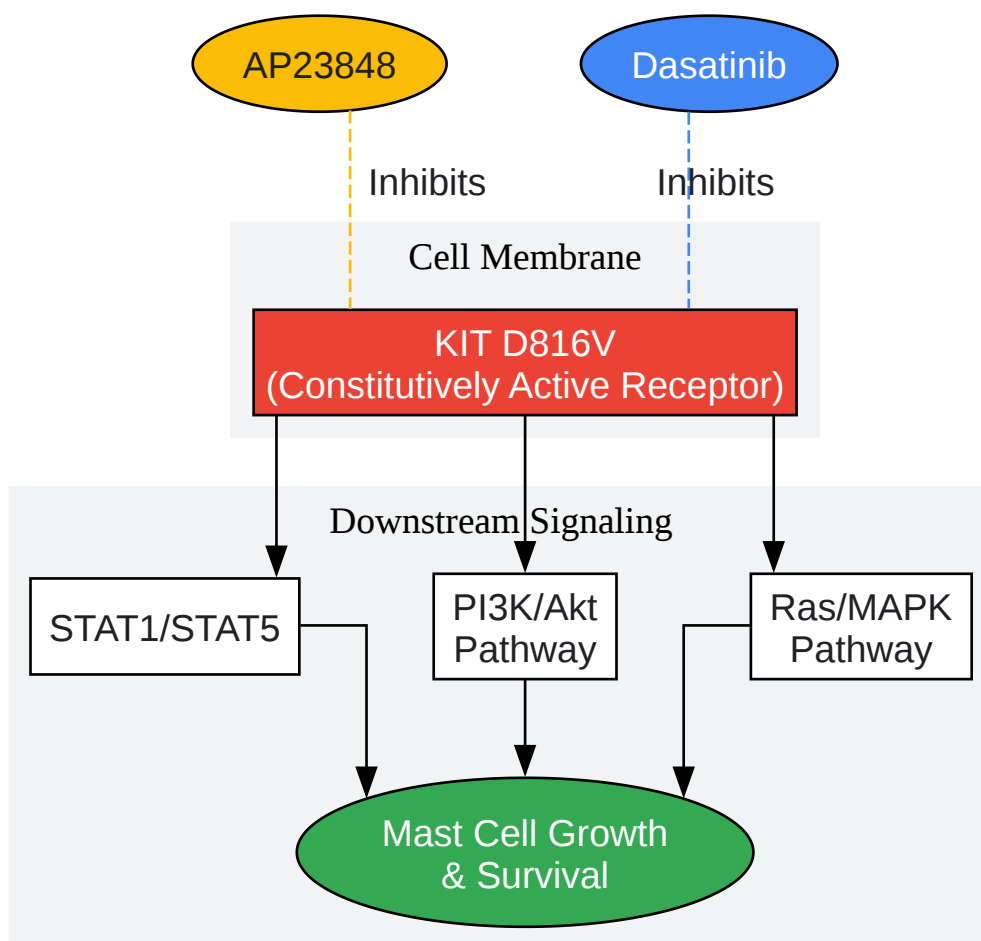 AP23848
Dasatinib
Inhibits
Inhibits
Cell Membrane
KIT D816V
(Constitutively Active Receptor)
Downstream Signaling
STAT1/STAT5
PI3K/Akt
Pathway
Ras/MAPK
Pathway
Mast Cell Growth
& Survival